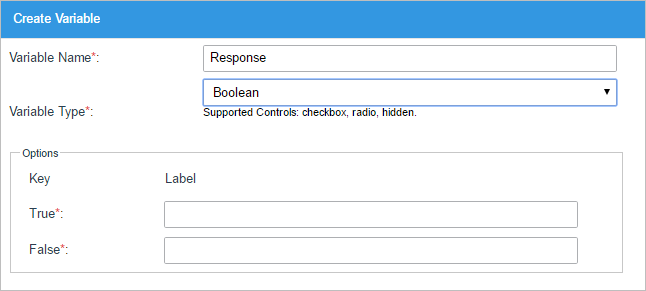 Create Variable
Variable Name*: Response
Boolean
Variable Type*:
Supported Controls: checkbox, radio, hidden.
Options
Key Label
True*:
False*: